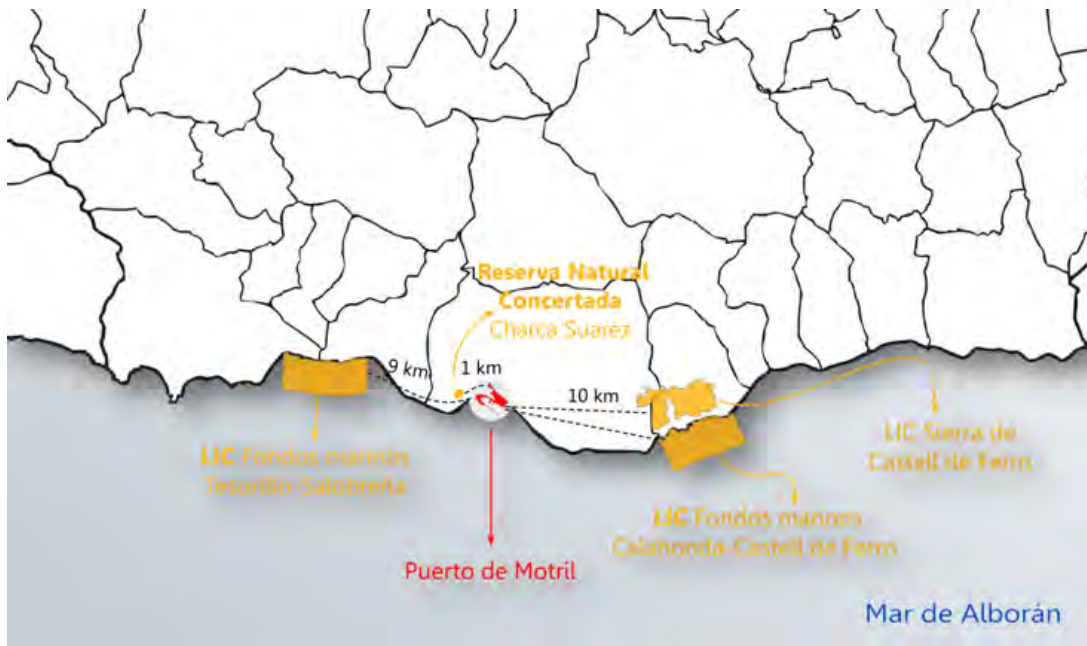 Reserva Natural
Concertada
Charca Suarez
9 km
1 km
10 km
LIC Fondos marinos
Tesorillo-Salobreña
LIC Sierra de
Castell de Ferro
LIC Fondos marinos
Calahonda-Castell de Ferro
Puerto de Motril
Mar de Alborán